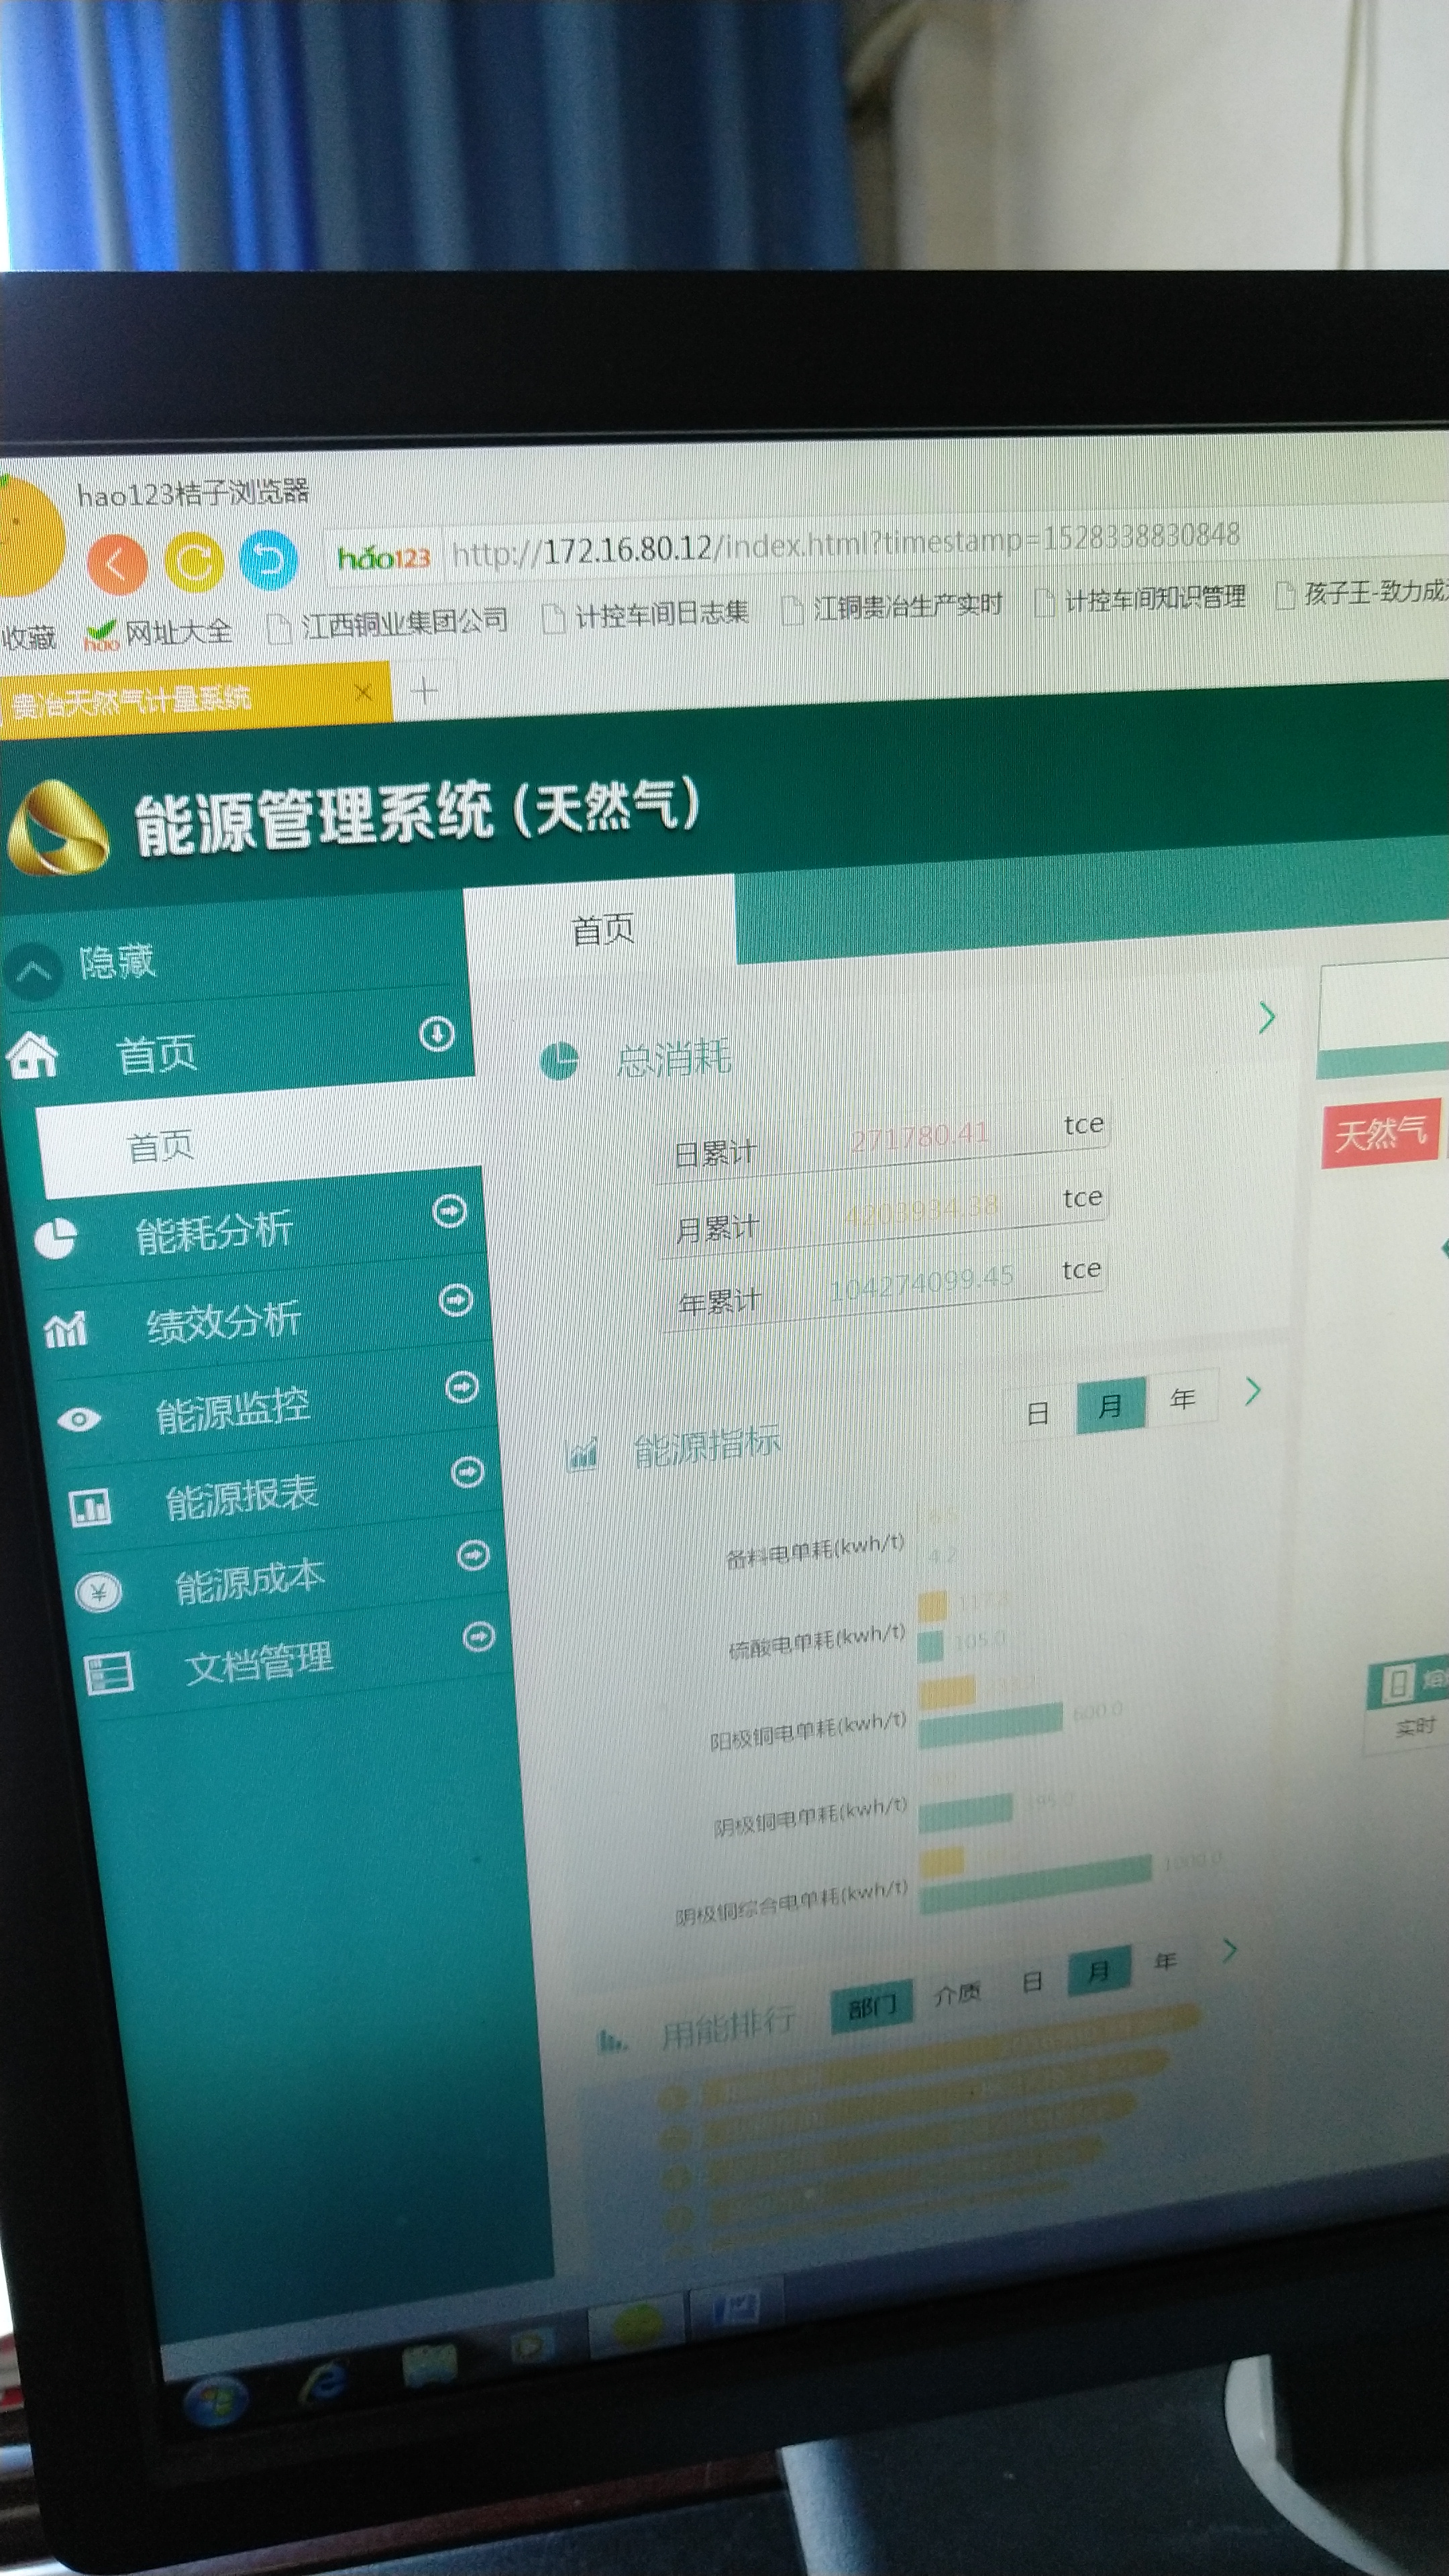 hao123桔子浏览器
hao123 http://172.16.80.12/index.html?timestamp=1528338830848
收藏 hao 网址大全 江西铜业集团公司 计控车间日志集 江铜贵冶生产实时 计控车间知识管理 孩子王-致力成
贵冶天然气计量系统
能源管理系统(天然气)
隐藏
首页
首页
首页
能耗分析
绩效分析
能源监控
能源报表
能源成本
文档管理
总消耗
日累计 271780.41 tce
月累计 4203934.38 tce
年累计 104274099.45 tce
天然气
能源指标 日 月 年
备料电单耗(kwh/t) 4.2
硫酸电单耗(kwh/t) 105.0
阳极铜电单耗(kwh/t) 600.0
阴极铜电单耗(kwh/t)
阴极铜综合电单耗(kwh/t) 1000.0
实时
用能排行 部门 介质 日 月 年